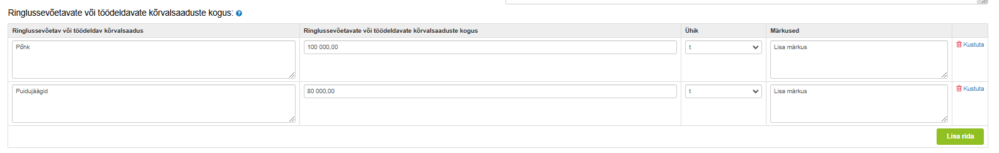 Ringlussevõetavate või töödeldavate kõrvalsaaduste kogus:
Ringlussevõetav või töödeldav kõrvalsaadus Ringlussevõetavate või töödeldavate kõrvalsaaduste kogus Ühik Märkused
Põhk 100 000,00 t Lisa märkus Kustuta
Puidujäägid 80 000,00 t Lisa märkus Kustuta
Lisa rida